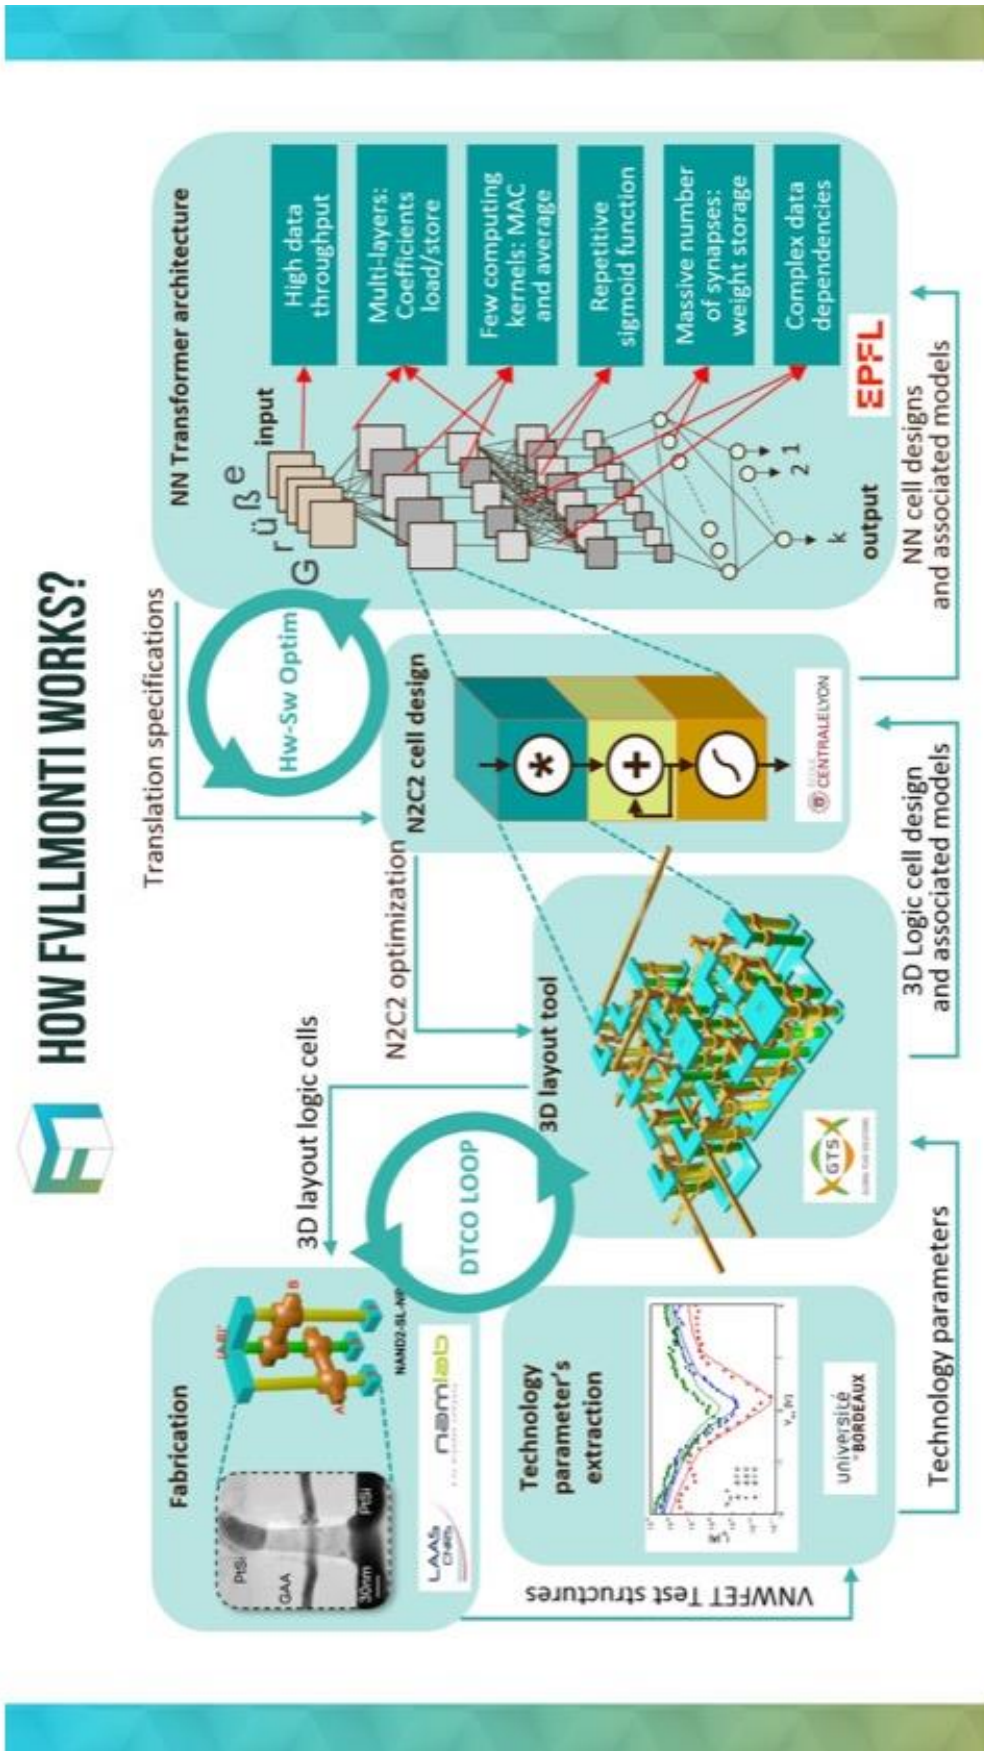 HOW FVLLMONTI WORKS?
Translation specifications
Hw-Sw Optim
N2C2 optimization
3D layout logic cells
DTCO LOOP
Fabrication
PtSi
GAA
30nm
PtSi
B
NAND2-SL-NP
LAAS
CNRS
namlab
VNWFET Test structures
Technology
parameter's
extraction
université
de BORDEAUX
Technology parameters
3D layout tool
GTS
3D Logic cell design
and associated models
N2C2 cell design
*
+
ÉCOLE
CENTRALELYON
NN cell designs
and associated models
NN Transformer architecture
Grüße
input
High data
throughput
Multi-layers:
Coefficients
load/store
Few computing
kernels: MAC
and average
Repetitive
sigmoid function
Massive number
of synapses:
weight storage
Complex data
dependencies
k
2
1
output
EPFL